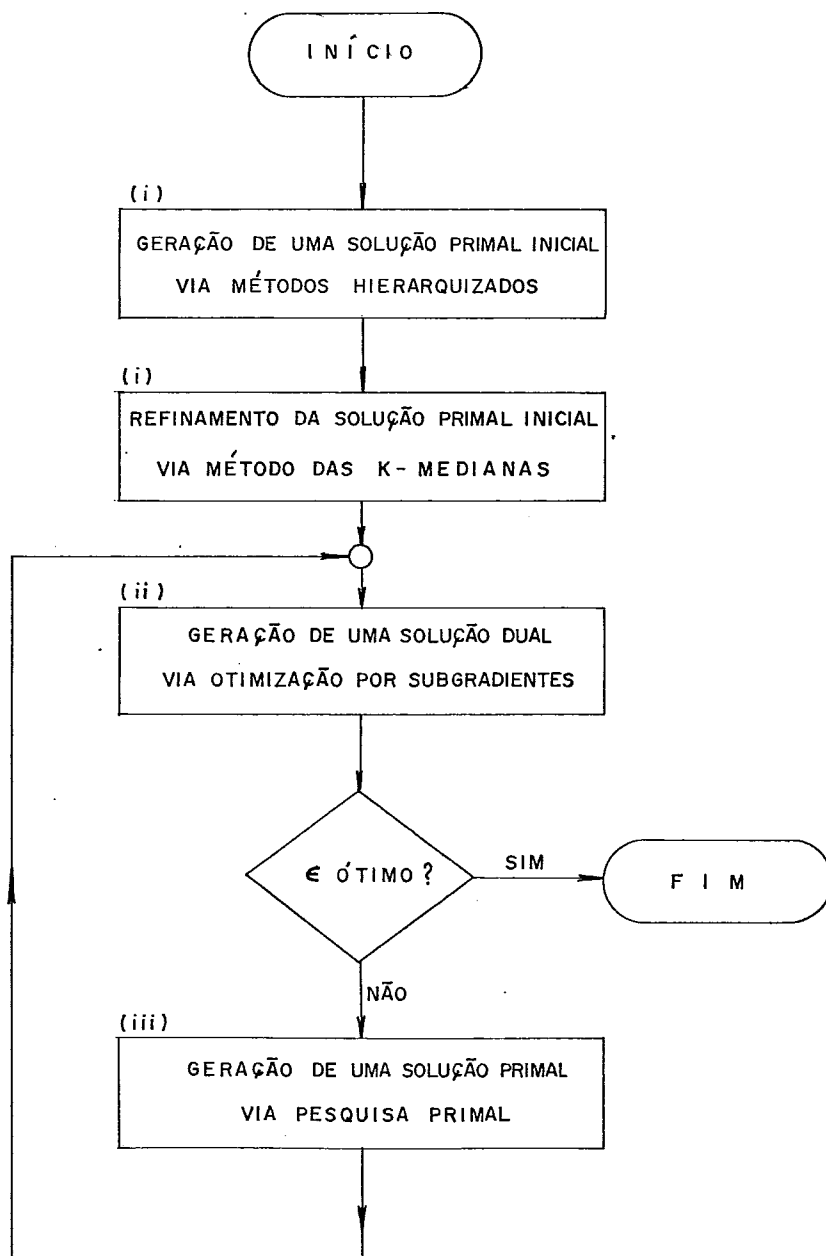 INÍCIO
(i)
GERAÇÃO DE UMA SOLUÇÃO PRIMAL INICIAL
VIA MÉTODOS HIERARQUIZADOS
(i)
REFINAMENTO DA SOLUÇÃO PRIMAL INICIAL
VIA MÉTODO DAS K-MEDIANAS
(ii)
GERAÇÃO DE UMA SOLUÇÃO DUAL
VIA OTIMIZAÇÃO POR SUBGRADIENTES
Є ÓTIMO?
SIM
FIM
NÃO
(iii)
GERAÇÃO DE UMA SOLUÇÃO PRIMAL
VIA PESQUISA PRIMAL